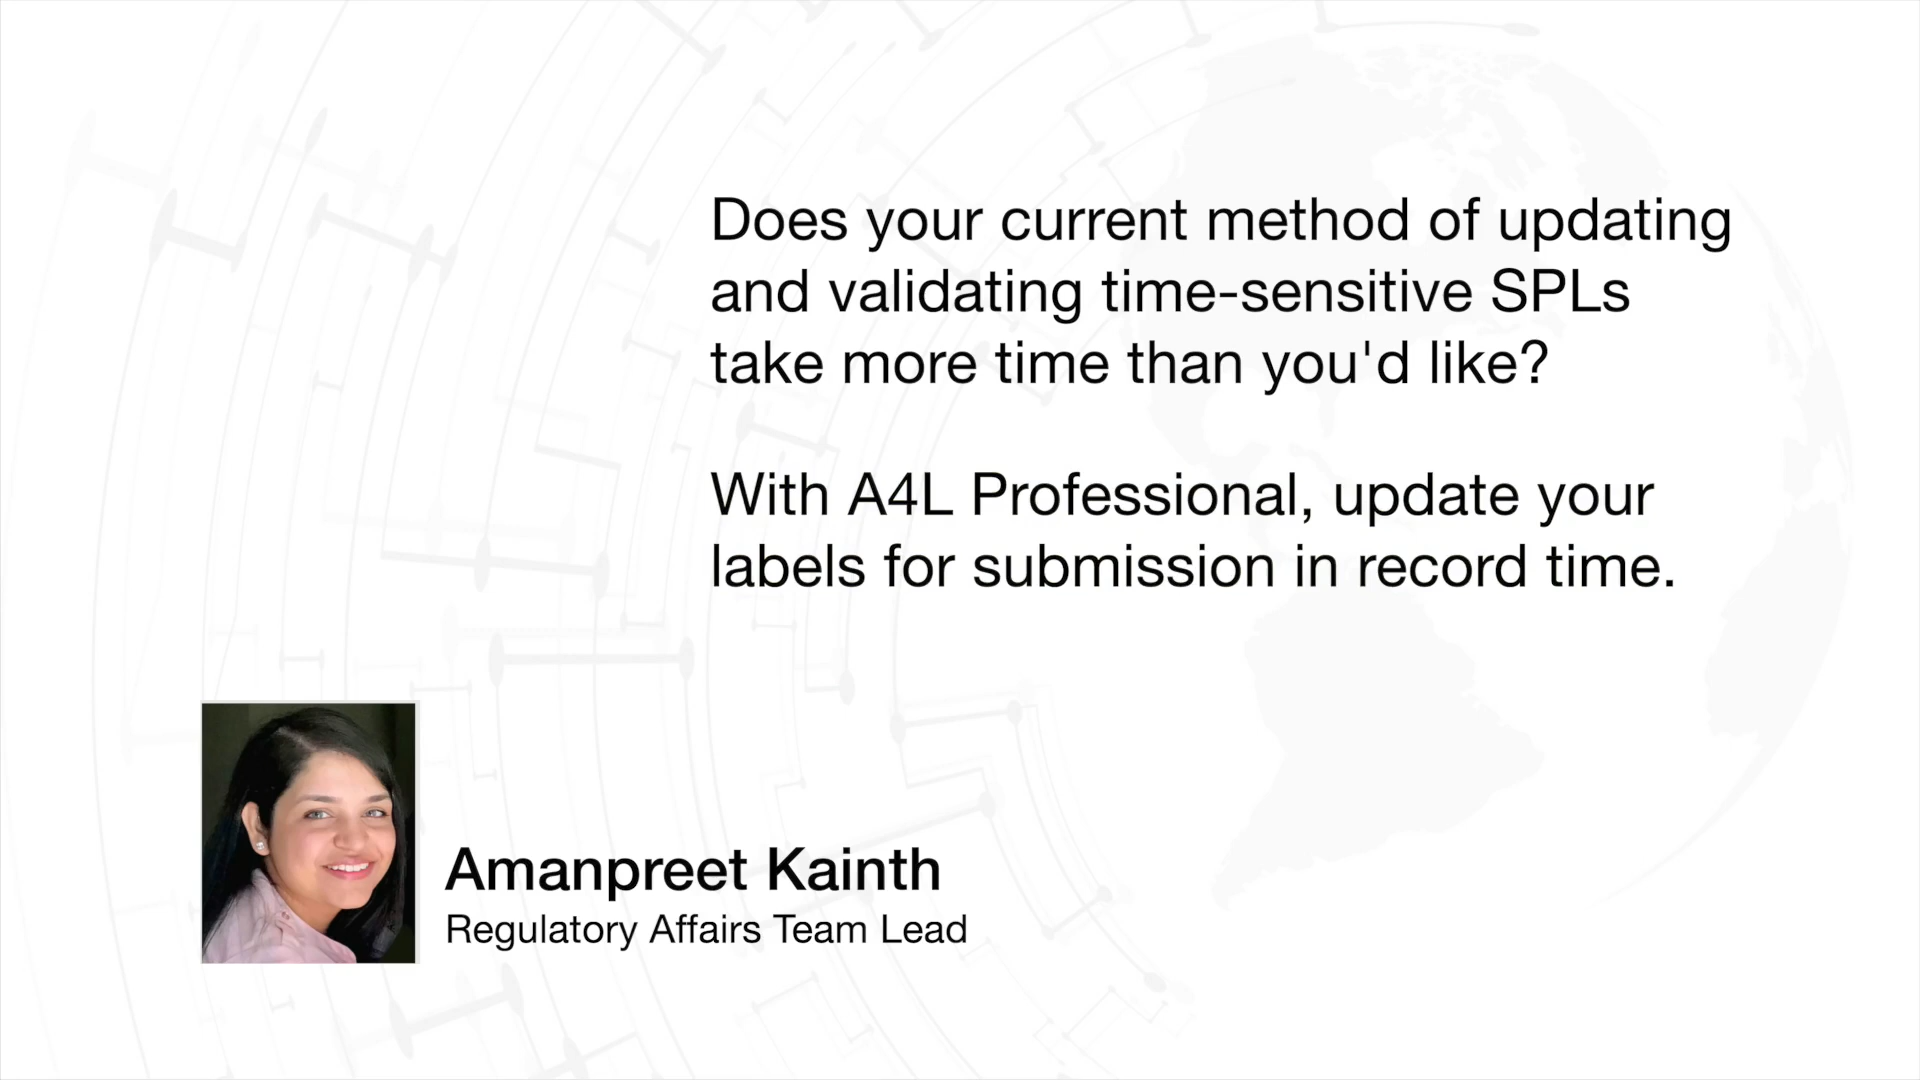 Does your current method of updating
and validating time-sensitive SPLs
take more time than you'd like?
With A4L Professional, update your
labels for submission in record time.
Amanpreet Kainth
Regulatory Affairs Team Lead